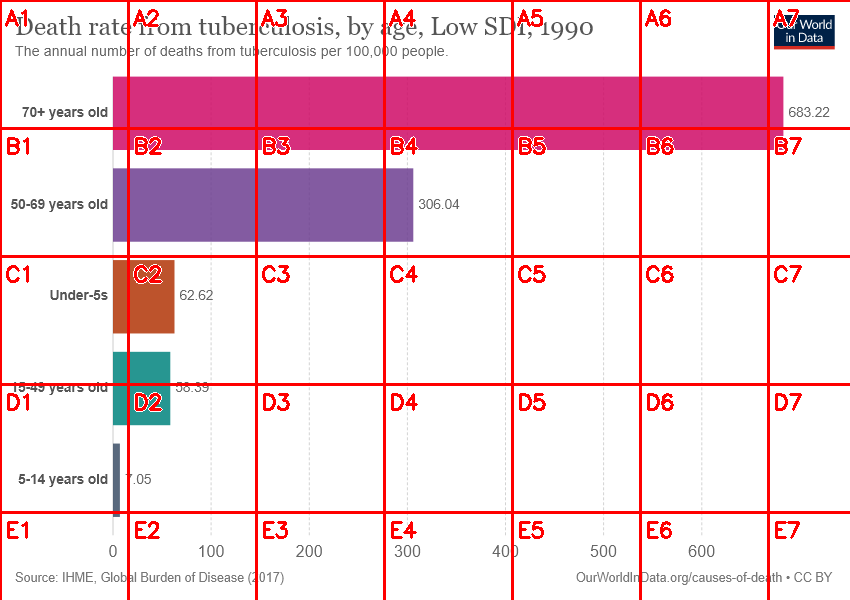 Death rate from tuberculosis, by age, Low SDI, 1990
The annual number of deaths from tuberculosis per 100,000 people.
Our World
in Data
70+ years old
683.22
50-69 years old
306.04
Under-5s
62.62
15-49 years old
58.39
5-14 years old
7.05
0 100 200 300 400 500 600
Source: IHME, Global Burden of Disease (2017)
OurWorldInData.org/causes-of-death • CC BY
A1 A2 A3 A4 A5 A6 A7
B1 B2 B3 B4 B5 B6 B7
C1 C2 C3 C4 C5 C6 C7
D1 D2 D3 D4 D5 D6 D7
E1 E2 E3 E4 E5 E6 E7